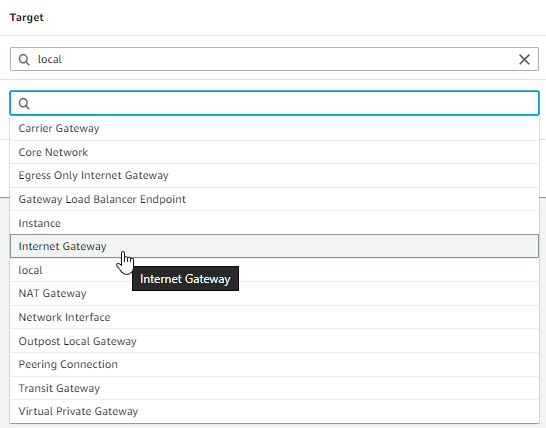 Target
local
Carrier Gateway
Core Network
Egress Only Internet Gateway
Gateway Load Balancer Endpoint
Instance
Internet Gateway
local
Internet Gateway
NAT Gateway
Network Interface
Outpost Local Gateway
Peering Connection
Transit Gateway
Virtual Private Gateway